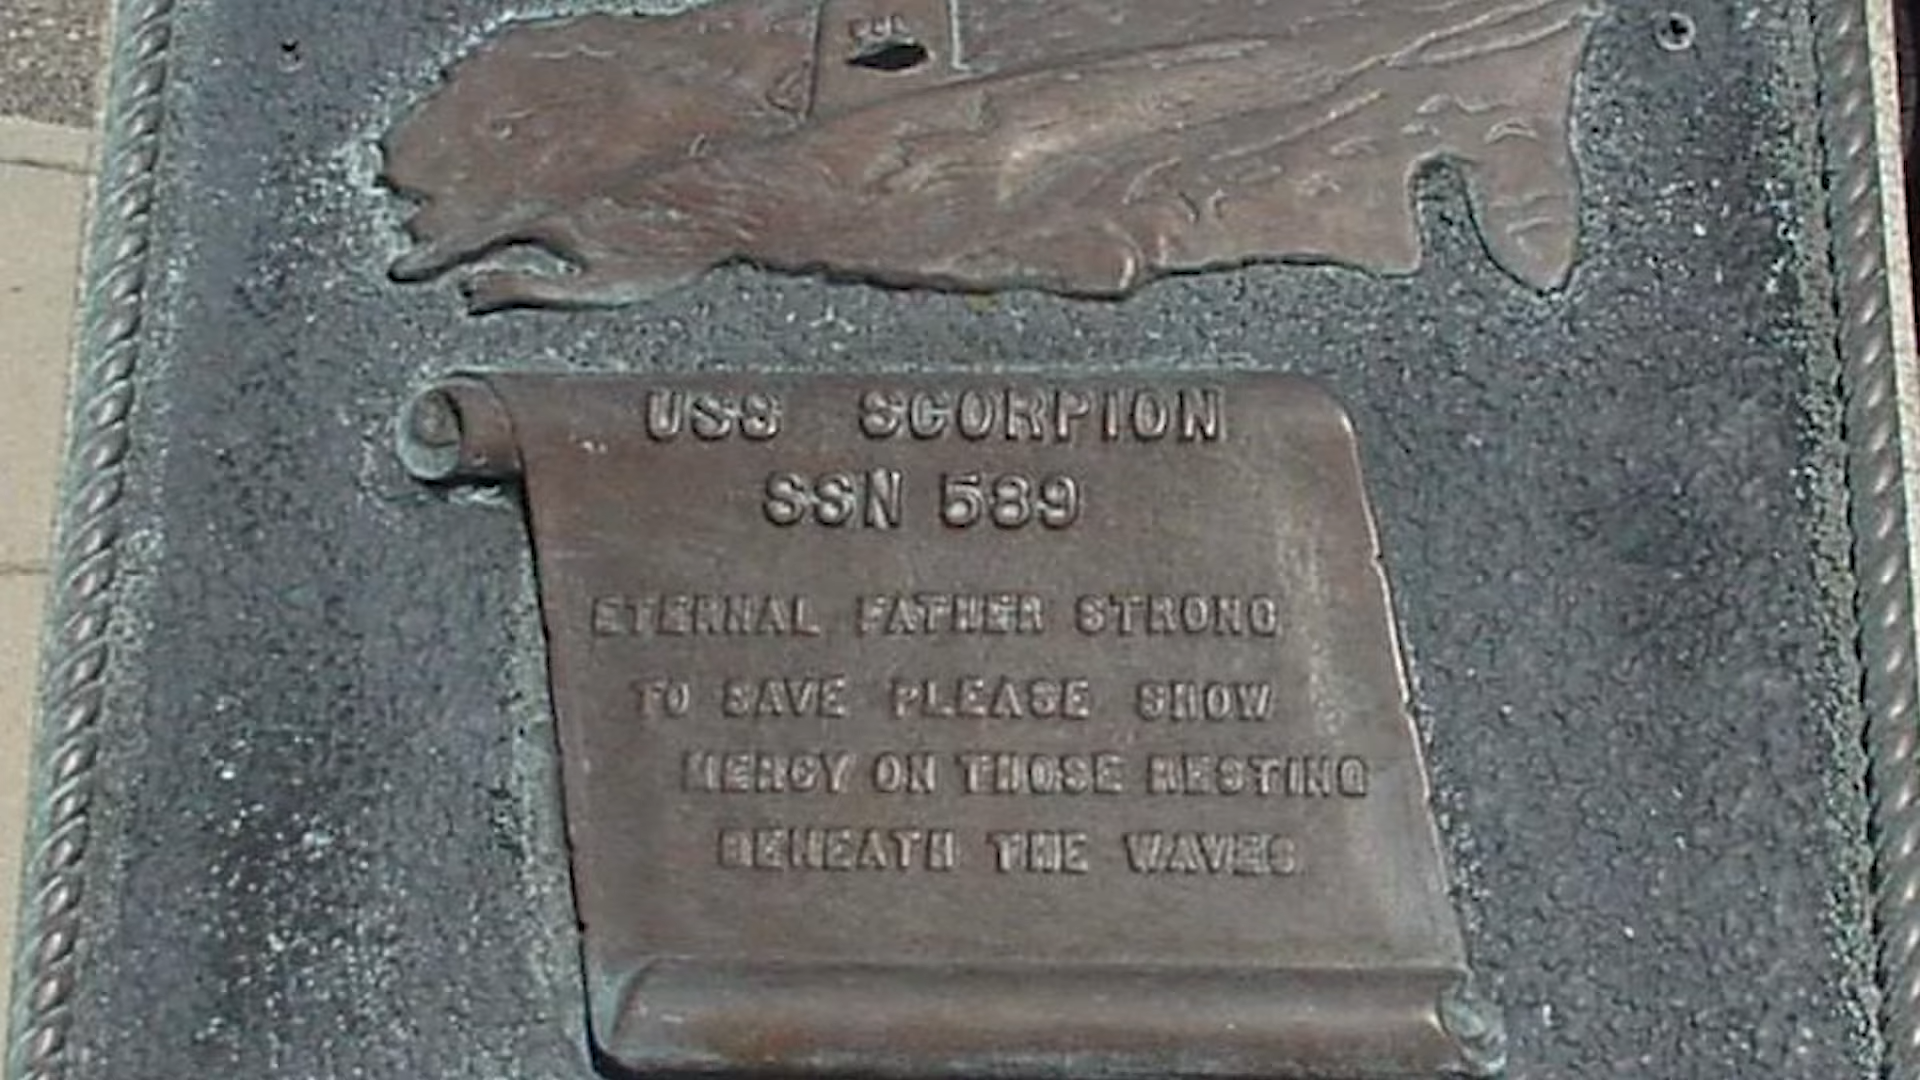 USS SCORPION
SSN 589
ETERNAL FATHER STRONG
TO SAVE PLEASE SHOW
MERCY ON THOSE RESTING
BENEATH THE WAVES